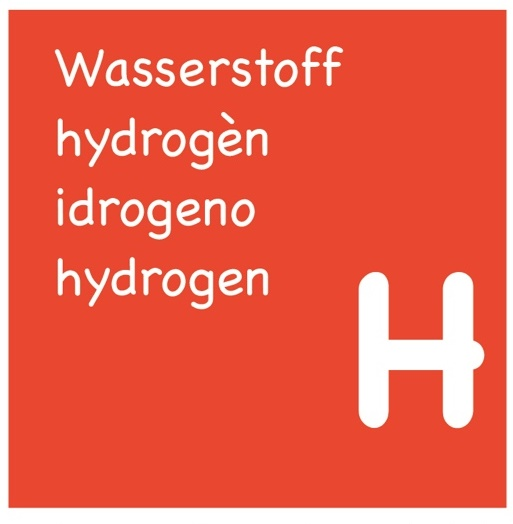 Wasserstoff
hydrogèn
idrogeno
hydrogen
H